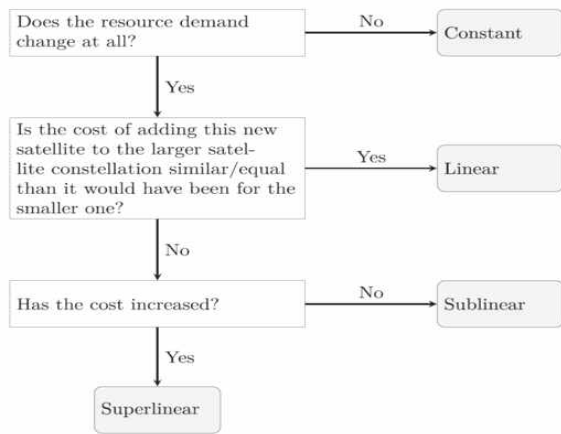 Does the resource demand
change at all?
No
Constant
Yes
Is the cost of adding this new
satellite to the larger satel-
lite constellation similar/equal
than it would have been for the
smaller one?
Yes
Linear
No
Has the cost increased?
No
Sublinear
Yes
Superlinear